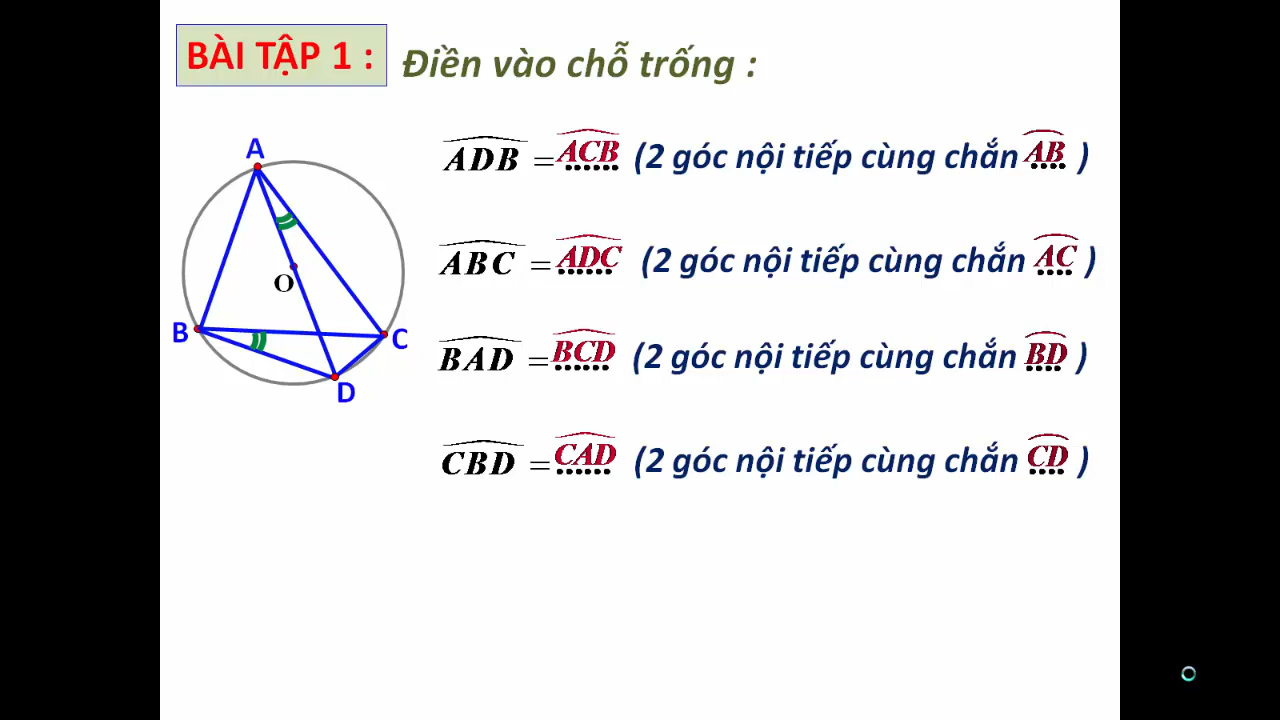 BÀI TẬP 1 : Điền vào chỗ trống :
A
O
B
C
D
ADB = ACB (2 góc nội tiếp cùng chắn AB )
ABC = ADC (2 góc nội tiếp cùng chắn AC )
BAD = BCD (2 góc nội tiếp cùng chắn BD )
CBD = CAD (2 góc nội tiếp cùng chắn CD )